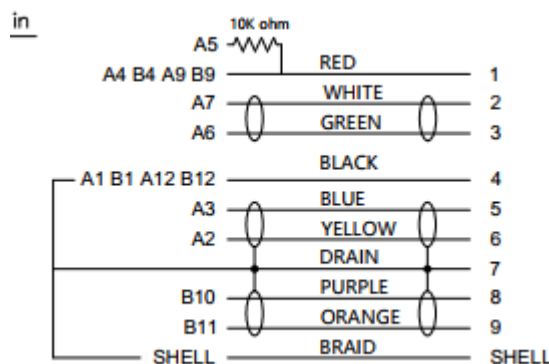 in
10K ohm
A5
A4 B4 A9 B9 RED 1
A7 WHITE 2
A6 GREEN 3
A1 B1 A12 B12 BLACK 4
A3 BLUE 5
A2 YELLOW 6
DRAIN 7
B10 PURPLE 8
B11 ORANGE 9
SHELL BRAID SHELL